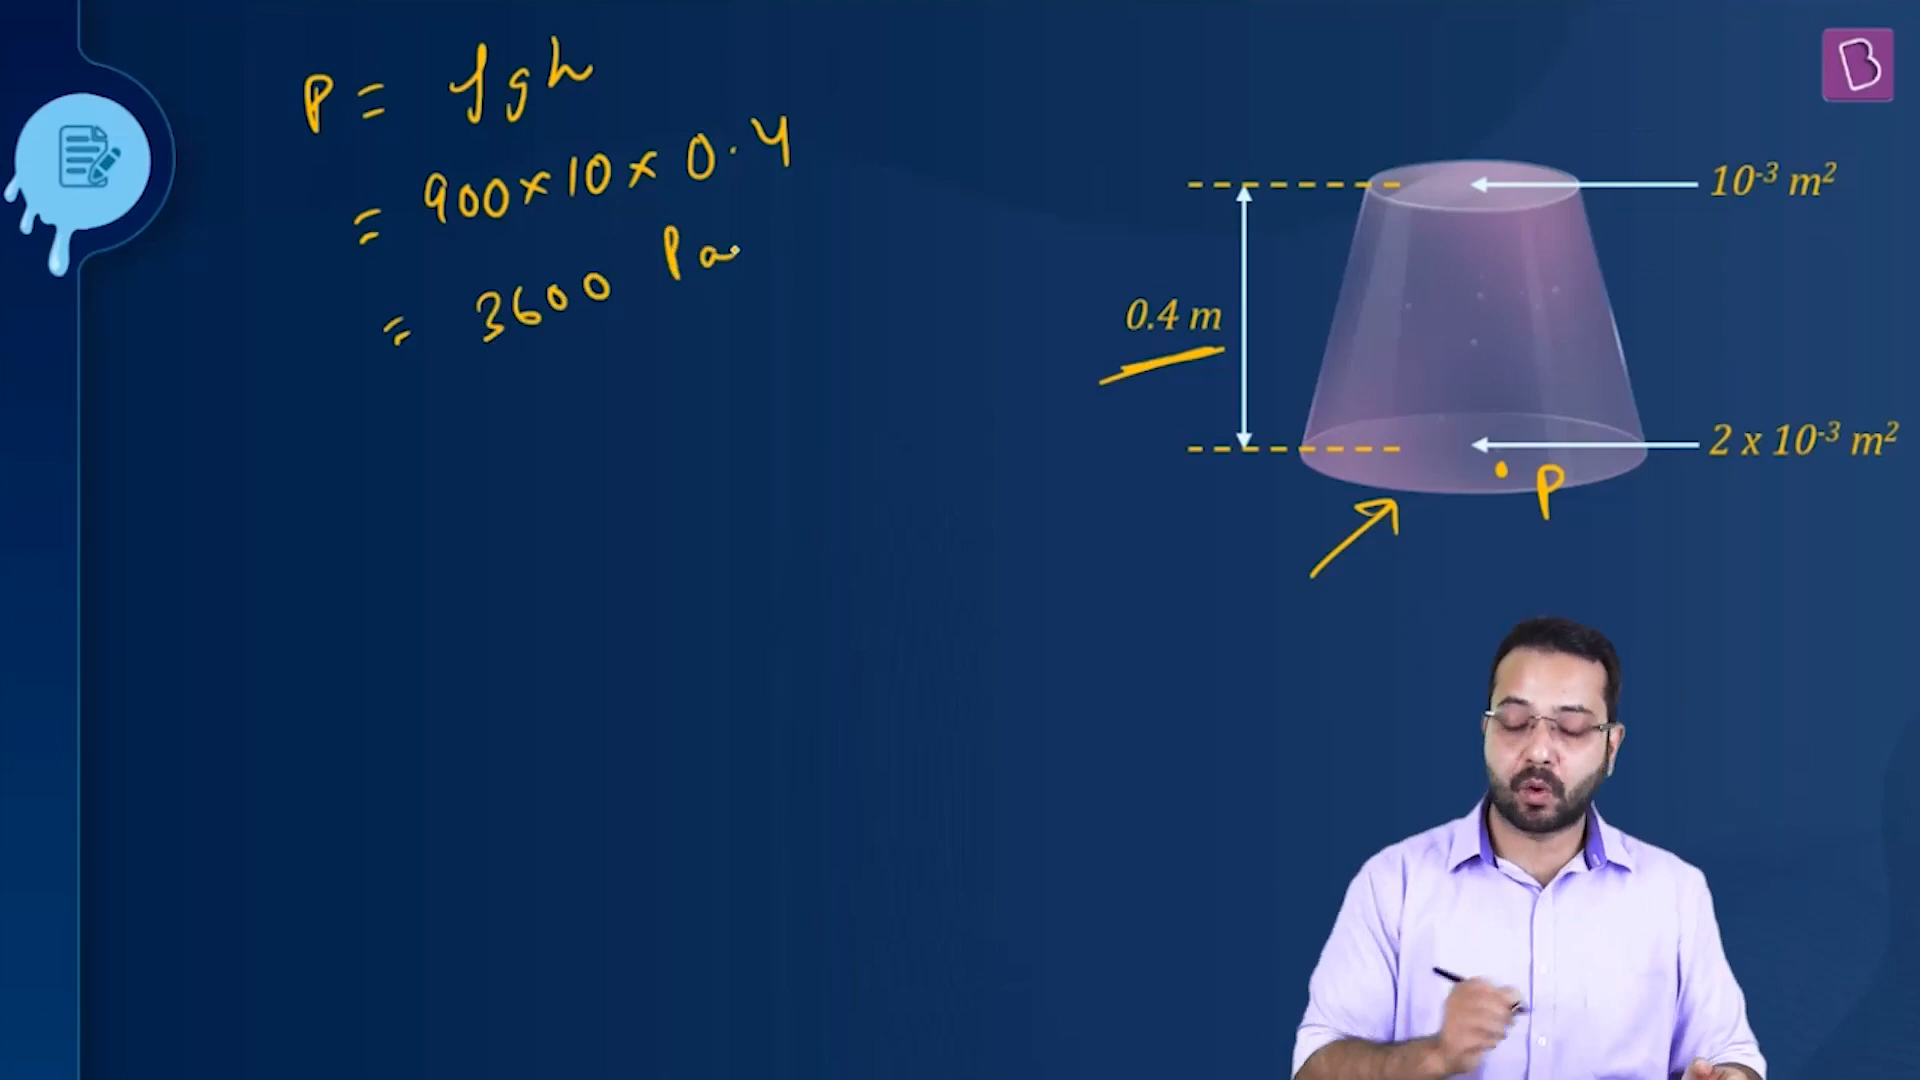 P = ρgh
= 900 × 10 × 0.4
= 3600 Pa
10⁻³ m²
0.4 m
2 x 10⁻³ m²
P
B